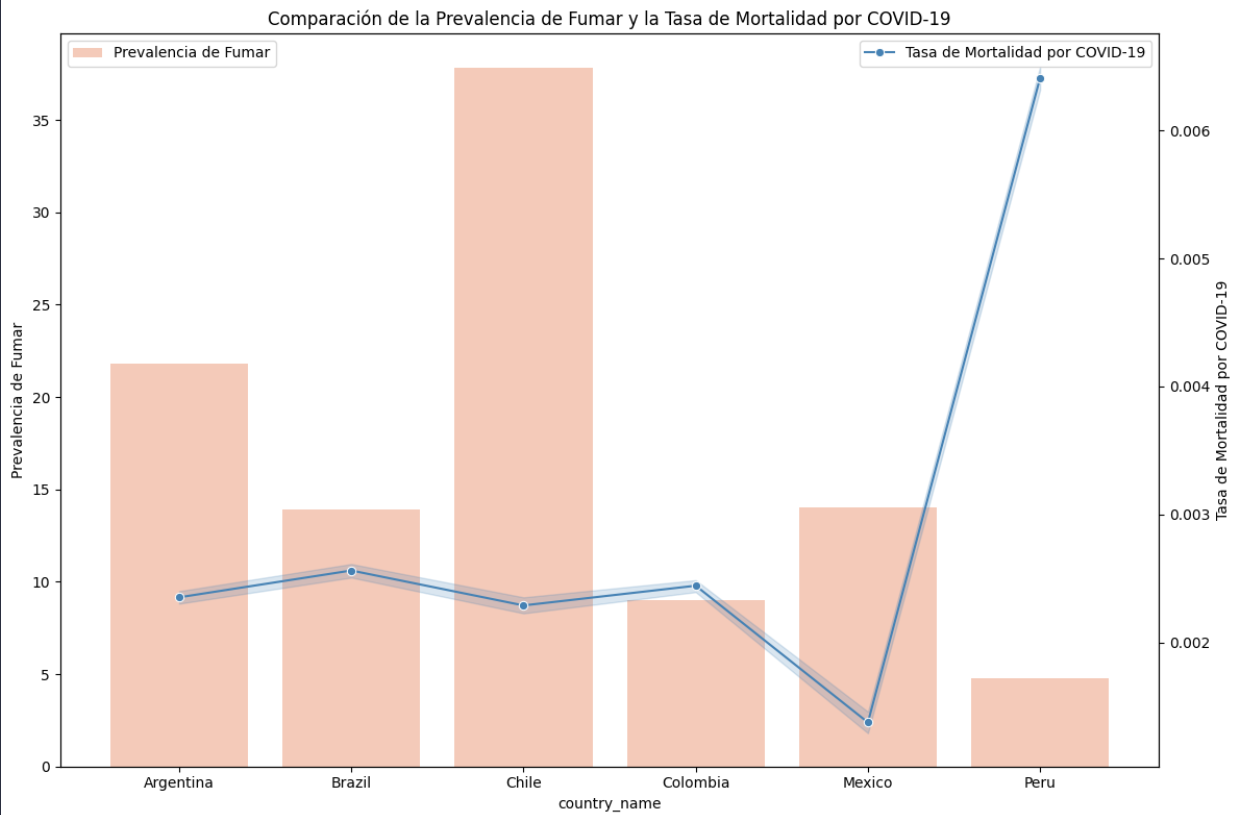 Comparación de la Prevalencia de Fumar y la Tasa de Mortalidad por COVID-19
Prevalencia de Fumar
Tasa de Mortalidad por COVID-19
Prevalencia de Fumar
35
30
25
20
15
10
5
0
0.006
0.005
0.004
0.003
0.002
Tasa de Mortalidad por COVID-19
Argentina Brazil Chile Colombia Mexico Peru
country_name